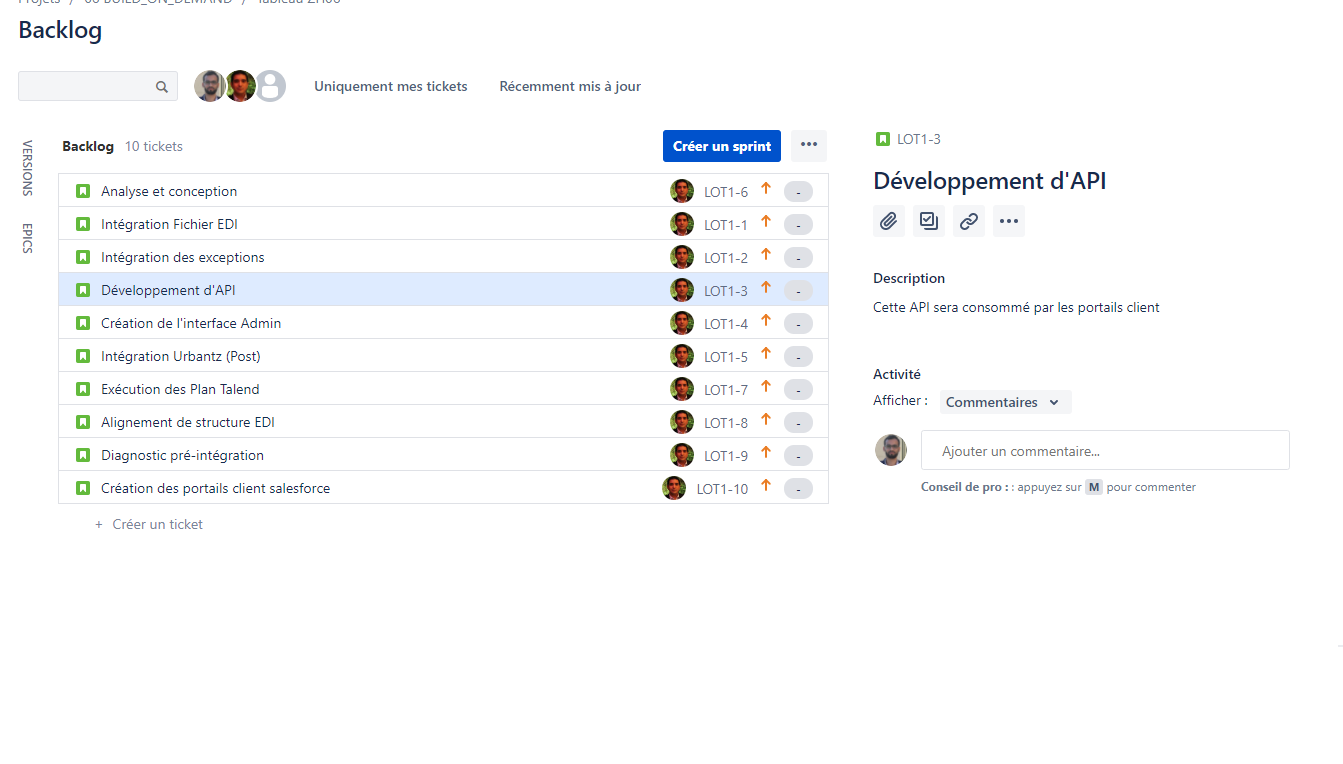 Projets / 06 BUILD_ON_DEMAND / Tableau ZH06
Backlog
Uniquement mes tickets
Récemment mis à jour
VERSIONS
EPICS
Backlog 10 tickets
Créer un sprint
Analyse et conception LOT1-6 -
Intégration Fichier EDI LOT1-1 -
Intégration des exceptions LOT1-2 -
Développement d'API LOT1-3 -
Création de l'interface Admin LOT1-4 -
Intégration Urbantz (Post) LOT1-5 -
Exécution des Plan Talend LOT1-7 -
Alignement de structure EDI LOT1-8 -
Diagnostic pré-intégration LOT1-9 -
Création des portails client salesforce LOT1-10 -
+ Créer un ticket
LOT1-3
Développement d'API
Description
Cette API sera consommé par les portails client
Activité
Afficher : Commentaires
Ajouter un commentaire...
Conseil de pro : : appuyez sur M pour commenter